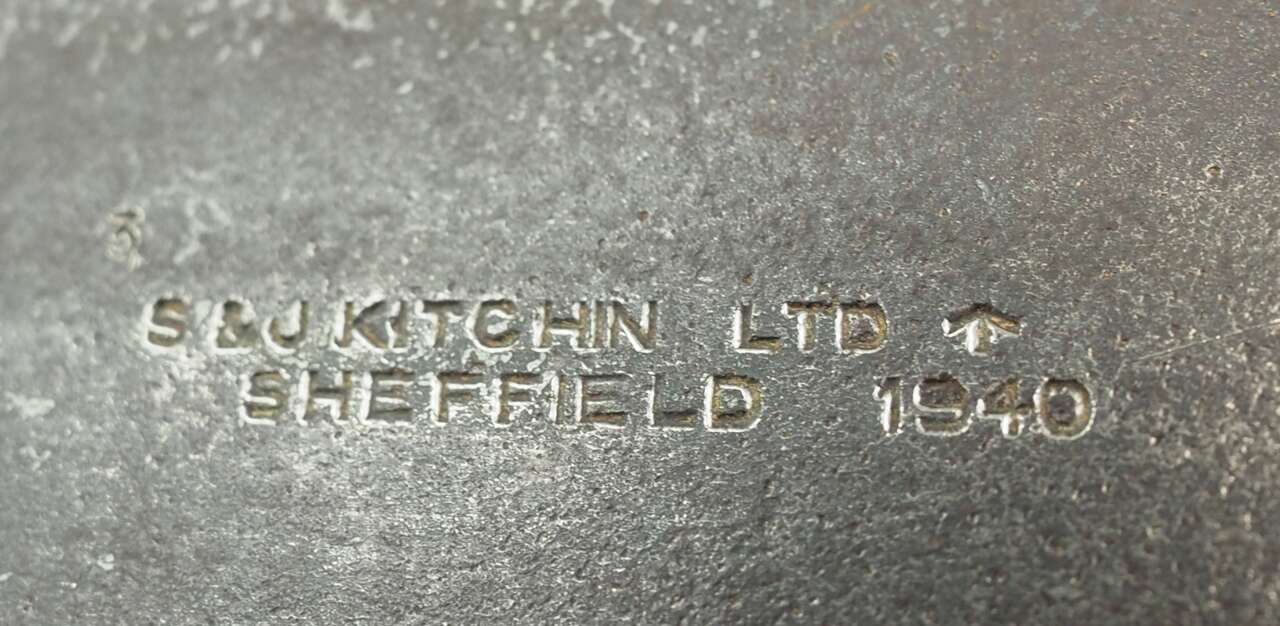 S & J KITCHIN LTD
SHEFFIELD 1940